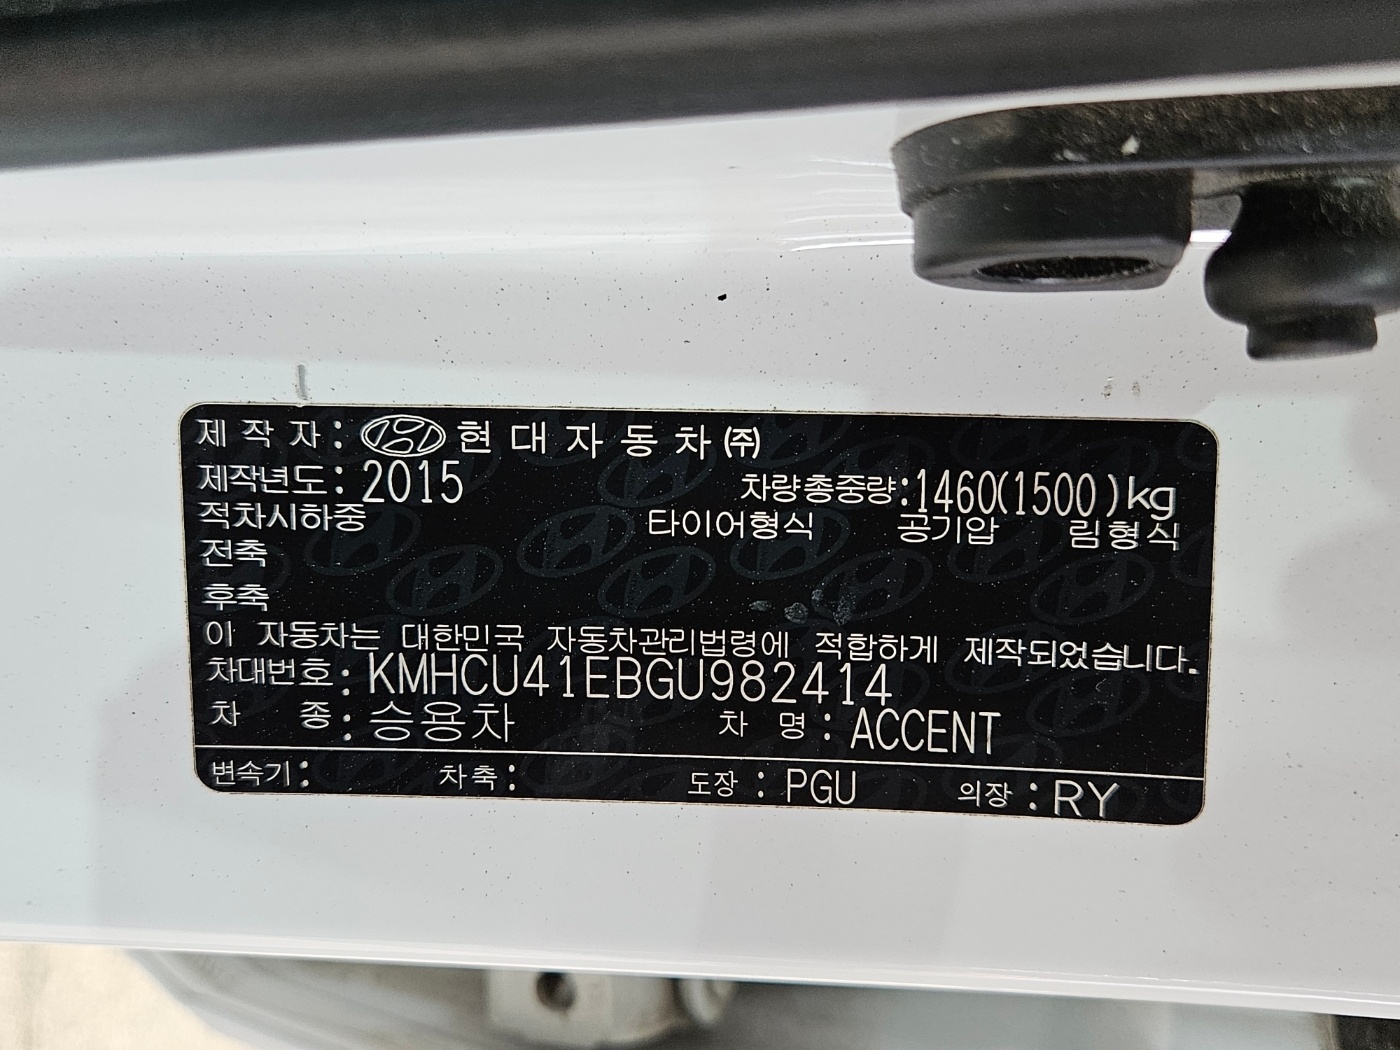 제 작 자 : 현 대 자 동 차 ㈜
제작년도 : 2015 차량총중량 : 1460(1500)kg
적차시하중 타이어형식 공기압 림형식
전축
후축
이 자동차는 대한민국 자동차관리법령에 적합하게 제작되었습니다.
차대번호 : KMHCU41EBGU982414
차 종 : 승용차 차 명 : ACCENT
변속기 : 차축 : 도장 : PGU 의장 : RY